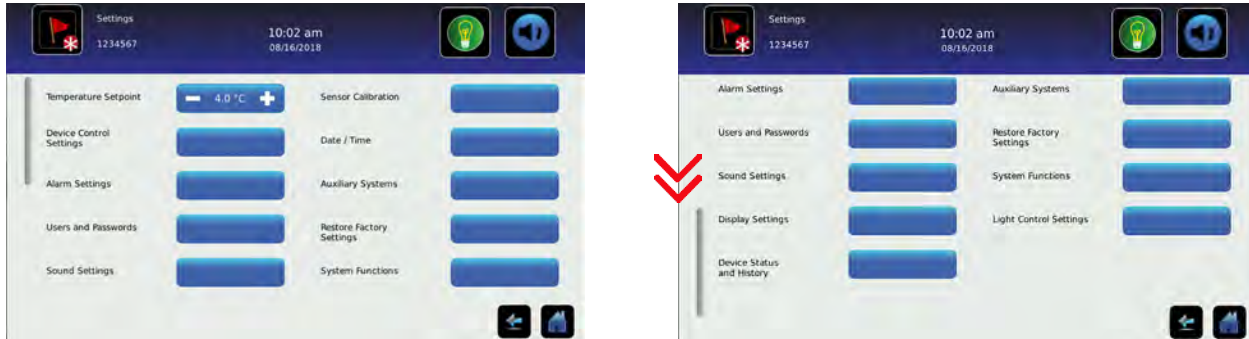 Settings
1234567
10:02 am
08/16/2018
Temperature Setpoint
4.0 °C
Sensor Calibration
Device Control
Settings
Date / Time
Alarm Settings
Auxiliary Systems
Users and Passwords
Restore Factory
Settings
Sound Settings
System Functions
Settings
1234567
10:02 am
08/16/2018
Alarm Settings
Auxiliary Systems
Users and Passwords
Restore Factory
Settings
Sound Settings
System Functions
Display Settings
Light Control Settings
Device Status
and History